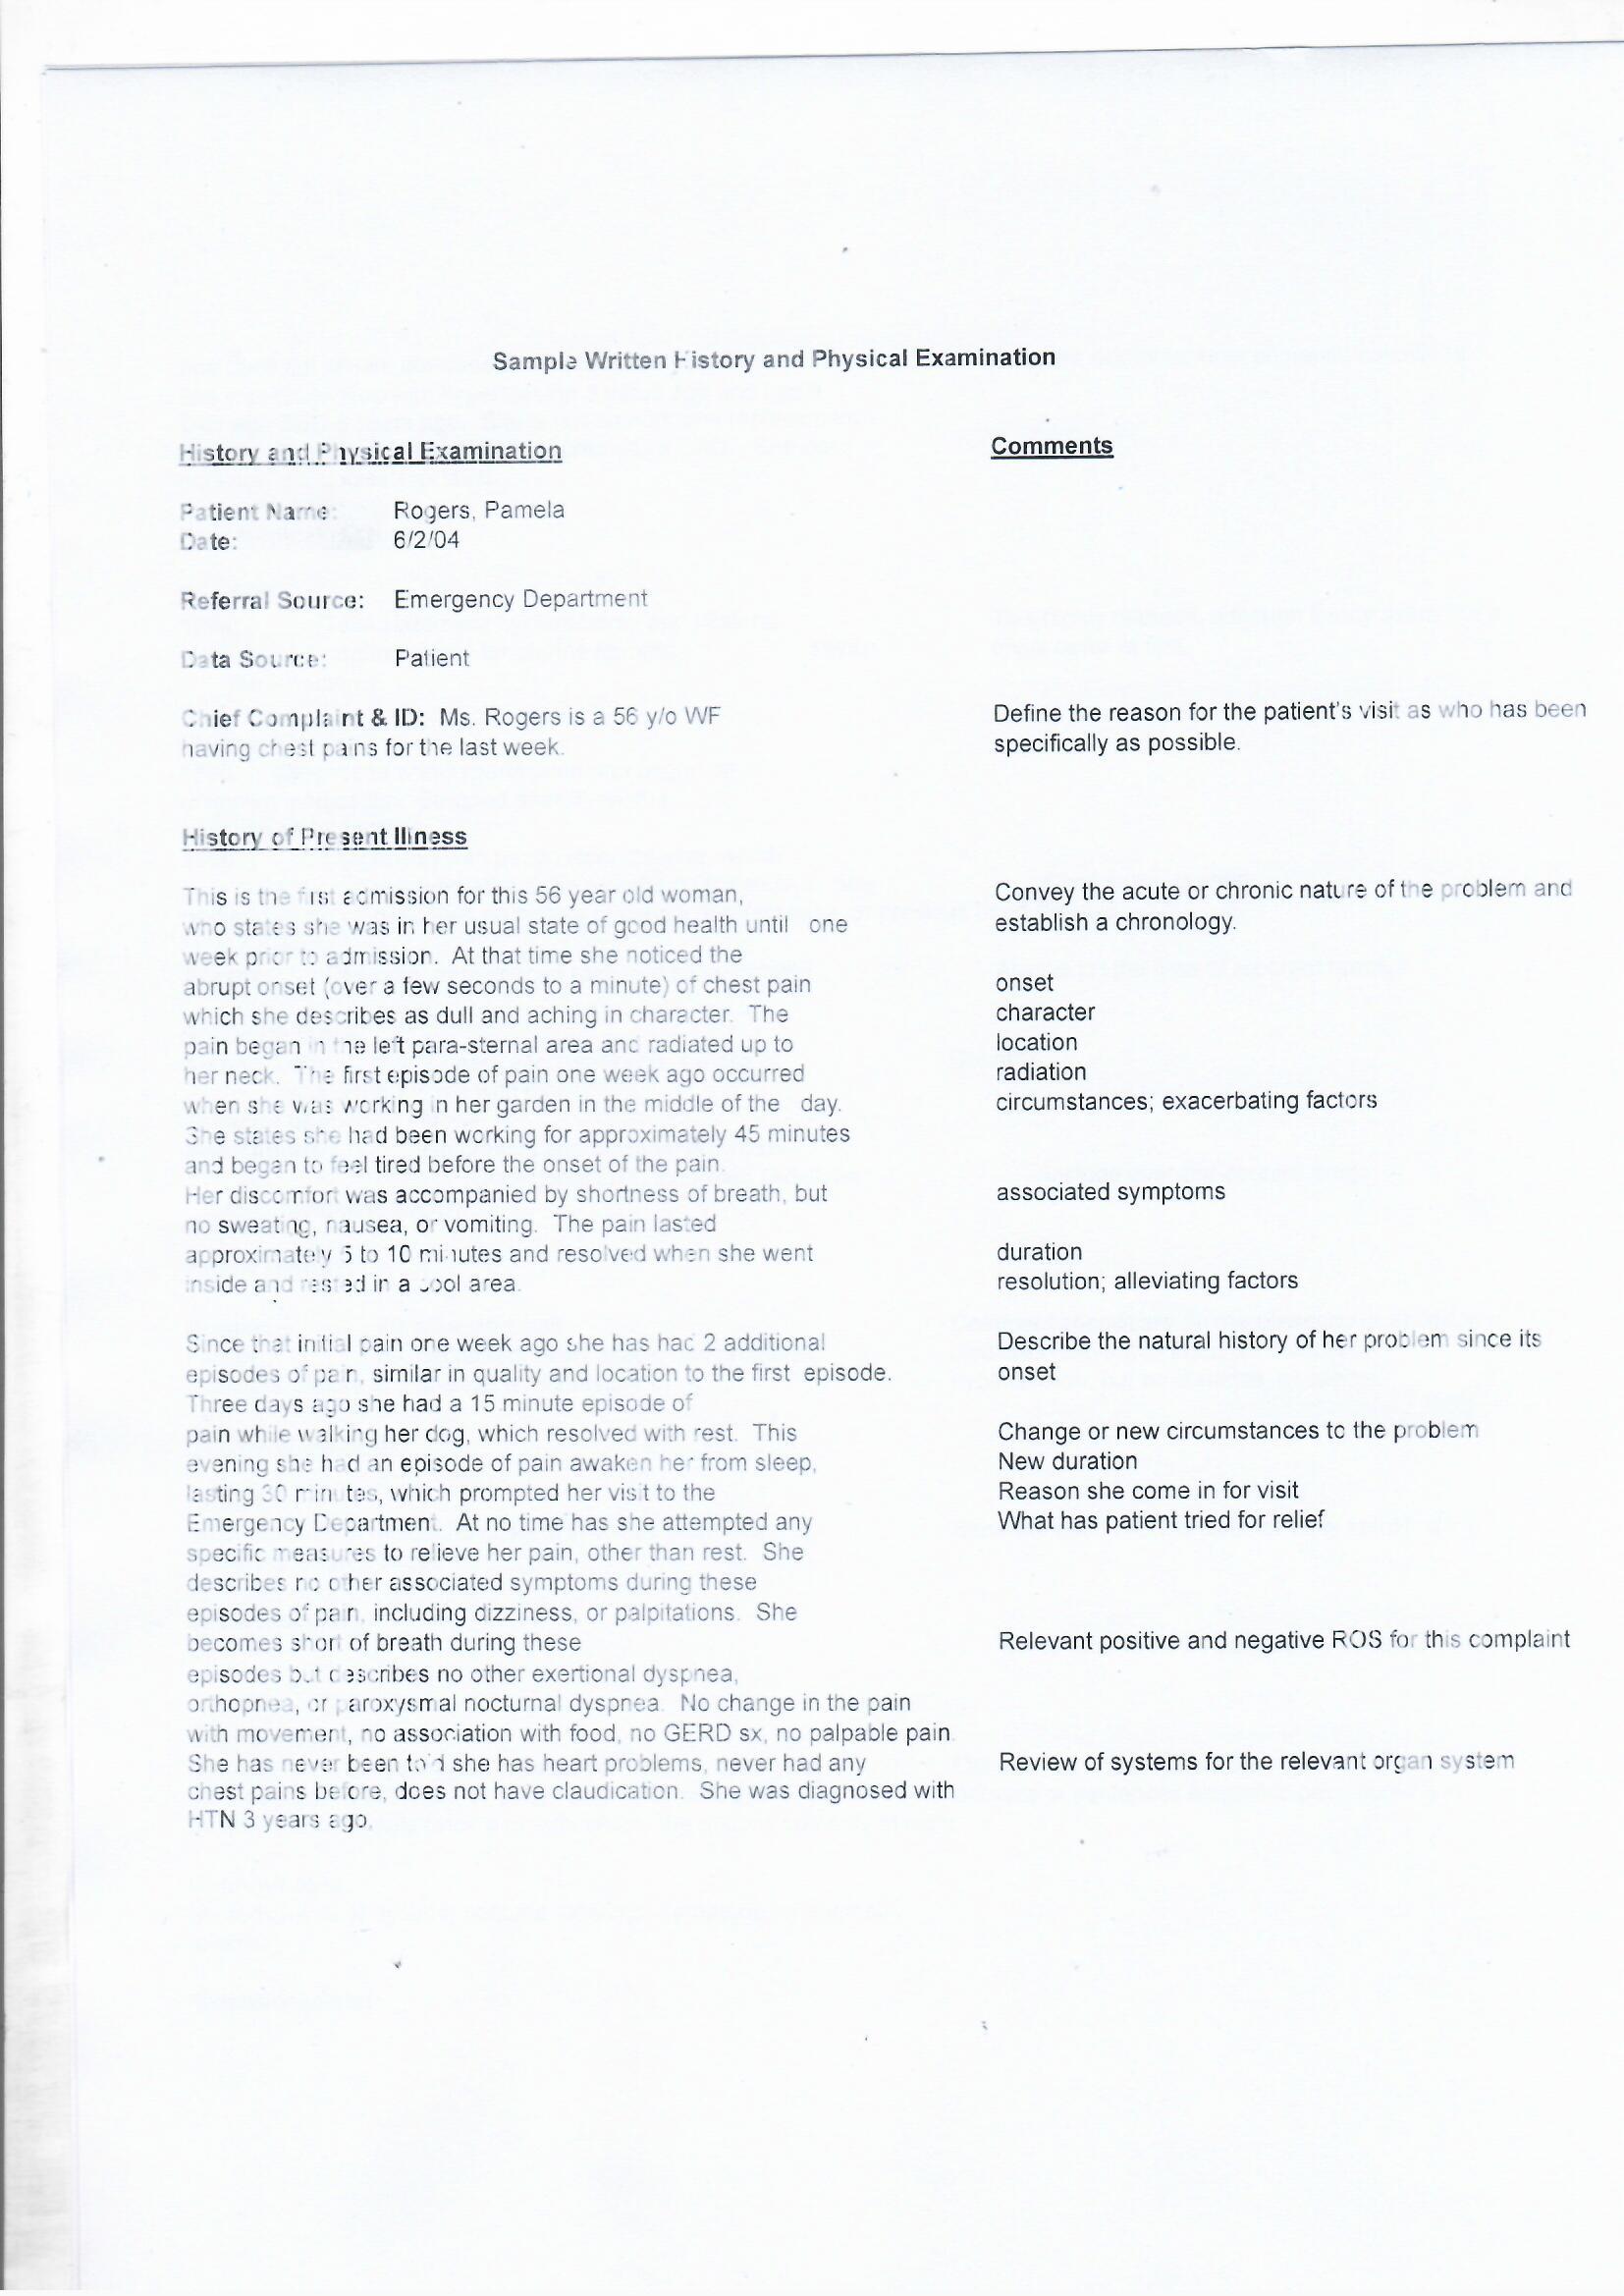 Sample Written History and Physical Examination
History and Physical Examination
Comments
Patient Name: Rogers, Pamela
Date: 6/2/04
Referral Source: Emergency Department
Data Source: Patient
Chief Complaint & ID: Ms. Rogers is a 56 y/o WF
having chest pains for the last week.
Define the reason for the patient's visit as who has been
specifically as possible.
History of Present Illness
This is the first admission for this 56 year old woman,
who states she was in her usual state of good health until one
week prior to admission. At that time she noticed the
abrupt onset (over a few seconds to a minute) of chest pain
which she describes as dull and aching in character. The
pain began in the left para-sternal area and radiated up to
her neck. The first episode of pain one week ago occurred
when she was working in her garden in the middle of the day.
She states she had been working for approximately 45 minutes
and began to feel tired before the onset of the pain.
Her discomfort was accompanied by shortness of breath, but
no sweating, nausea, or vomiting. The pain lasted
approximately 5 to 10 minutes and resolved when she went
inside and rested in a cool area.
Convey the acute or chronic nature of the problem and
establish a chronology.
onset
character
location
radiation
circumstances; exacerbating factors
associated symptoms
duration
resolution; alleviating factors
Since that initial pain one week ago she has had 2 additional
episodes of pain, similar in quality and location to the first episode.
Three days ago she had a 15 minute episode of
pain while walking her dog, which resolved with rest. This
evening she had an episode of pain awaken her from sleep,
lasting 30 minutes, which prompted her visit to the
Emergency Department. At no time has she attempted any
specific measures to relieve her pain, other than rest. She
describes no other associated symptoms during these
episodes of pain, including dizziness, or palpitations. She
becomes short of breath during these
episodes but describes no other exertional dyspnea,
orthopnea, or paroxysmal nocturnal dyspnea. No change in the pain
with movement, no association with food, no GERD sx, no palpable pain.
She has never been told she has heart problems, never had any
chest pains before, does not have claudication. She was diagnosed with
HTN 3 years ago.
Describe the natural history of her problem since its
onset
Change or new circumstances to the problem
New duration
Reason she come in for visit
What has patient tried for relief
Relevant positive and negative ROS for this complaint
Review of systems for the relevant organ system